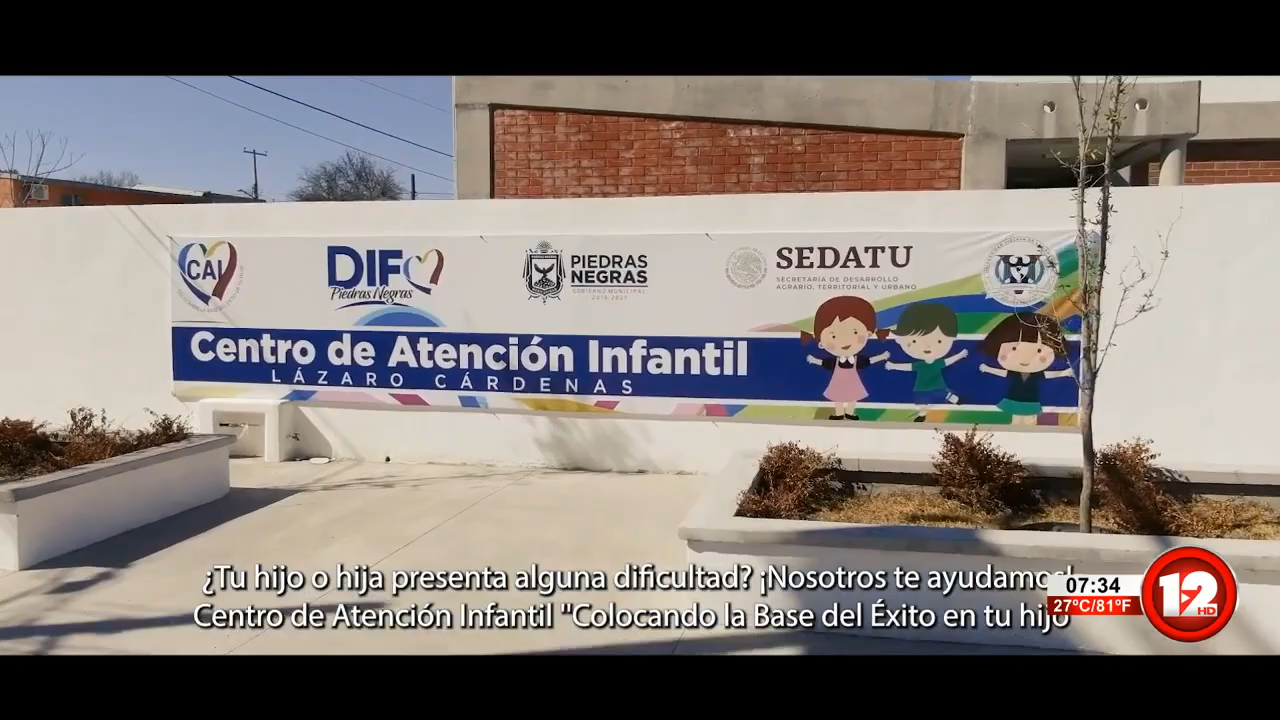 CAI
DIF
Piedras Negras
PIEDRAS
NEGRAS
GOBIERNO MUNICIPAL
SEDATU
SECRETARÍA DE DESARROLLO
AGRARIO, TERRITORIAL Y URBANO
Centro de Atención Infantil
LÁZARO CÁRDENAS
¿Tu hijo o hija presenta alguna dificultad? ¡Nosotros te ayudamos!
Centro de Atención Infantil "Colocando la Base del Éxito en tu hijo
07:34
27°C/81°F
12
HD